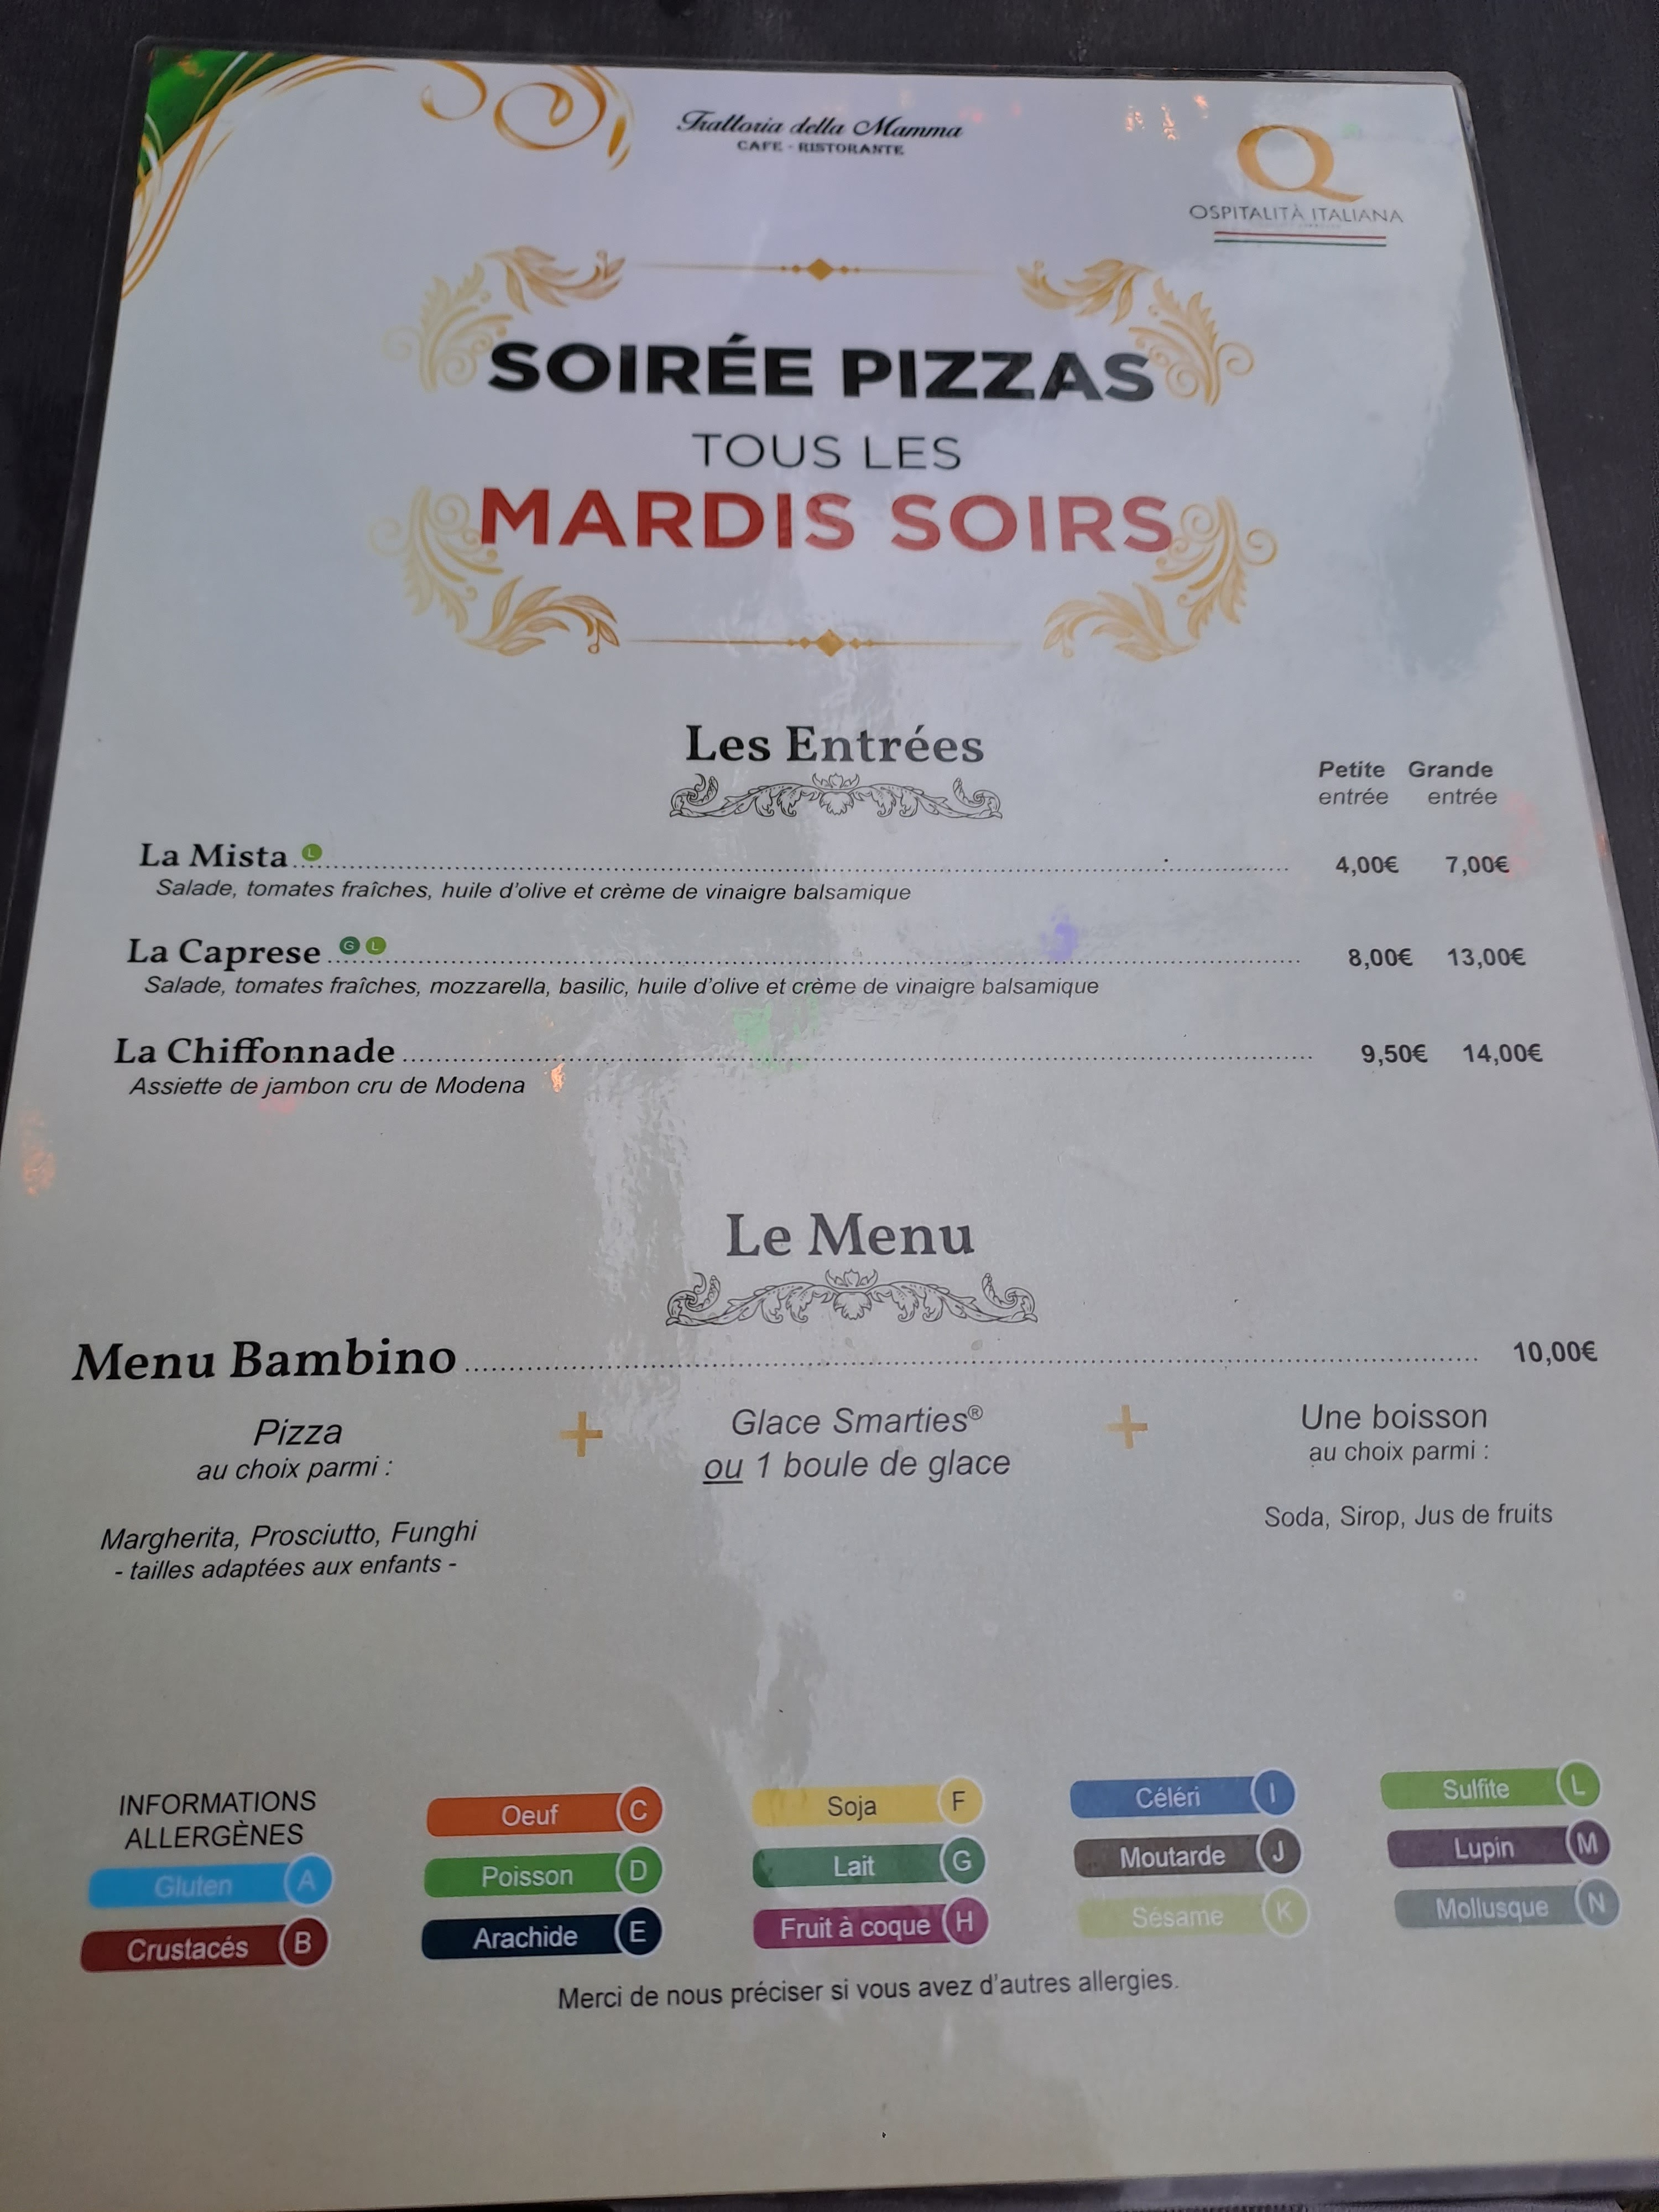 Trattoria della Mamma
CAFE - RISTORANTE
Q
OSPITALITÀ ITALIANA
SOIRÉE PIZZAS
TOUS LES
MARDIS SOIRS
Les Entrées
Petite Grande
entrée entrée
La Mista L 4,00€ 7,00€
Salade, tomates fraîches, huile d'olive et crème de vinaigre balsamique
La Caprese G L 8,00€ 13,00€
Salade, tomates fraîches, mozzarella, basilic, huile d'olive et crème de vinaigre balsamique
La Chiffonnade 9,50€ 14,00€
Assiette de jambon cru de Modena
Le Menu
Menu Bambino 10,00€
Pizza + Glace Smarties® + Une boisson
au choix parmi : ou 1 boule de glace au choix parmi :
Margherita, Prosciutto, Funghi Soda, Sirop, Jus de fruits
- tailles adaptées aux enfants -
INFORMATIONS
ALLERGÈNES
Gluten A
Crustacés B
Oeuf C
Poisson D
Arachide E
Soja F
Lait G
Fruit à coque H
Céléri I
Moutarde J
Sésame K
Sulfite L
Lupin M
Mollusque N
Merci de nous préciser si vous avez d'autres allergies.